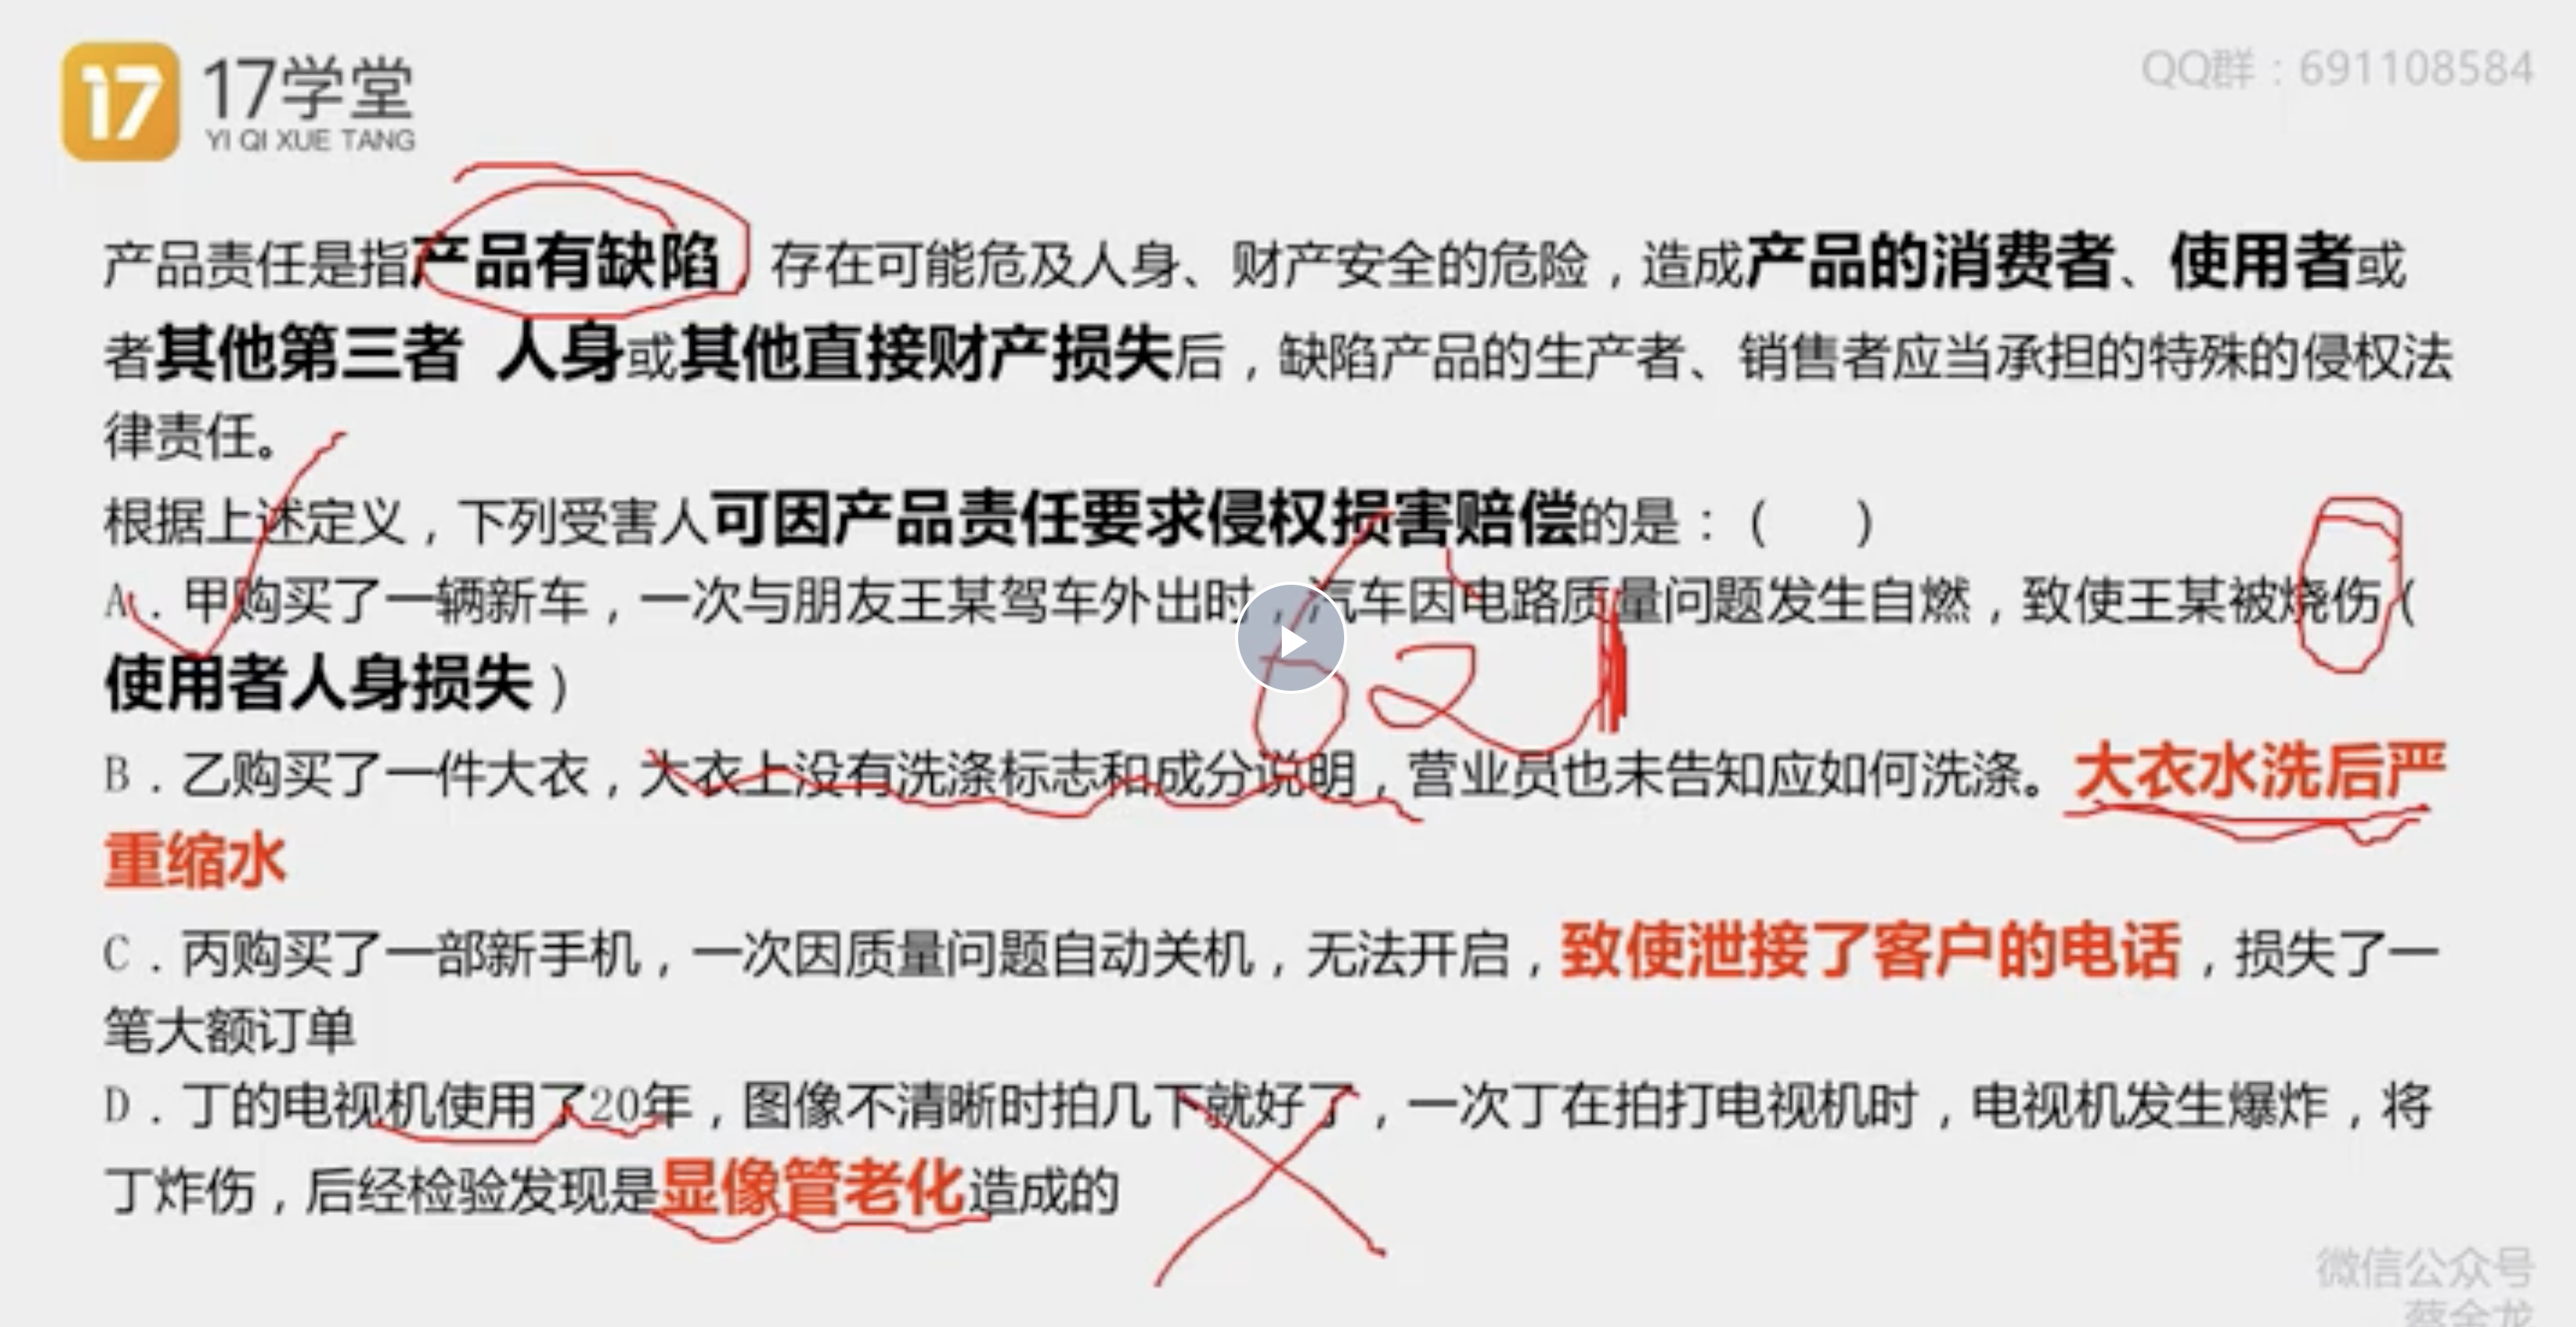 17 17学堂
YI QI XUE TANG
QQ群：691108584
产品责任是指产品有缺陷，存在可能危及人身、财产安全的危险，造成产品的消费者、使用者或
者其他第三者 人身或其他直接财产损失后，缺陷产品的生产者、销售者应当承担的特殊的侵权法
律责任。
根据上述定义，下列受害人可因产品责任要求侵权损害赔偿的是：（ ）
A．甲购买了一辆新车，一次与朋友王某驾车外出时，汽车因电路质量问题发生自燃，致使王某被烧伤（
使用者人身损失）
B．乙购买了一件大衣，大衣上没有洗涤标志和成分说明，营业员也未告知应如何洗涤。大衣水洗后严
重缩水
C．丙购买了一部新手机，一次因质量问题自动关机，无法开启，致使泄接了客户的电话，损失了一
笔大额订单
D．丁的电视机使用了20年，图像不清晰时拍几下就好了，一次丁在拍打电视机时，电视机发生爆炸，将
丁炸伤，后经检验发现是显像管老化造成的
微信公众号
蔡金龙